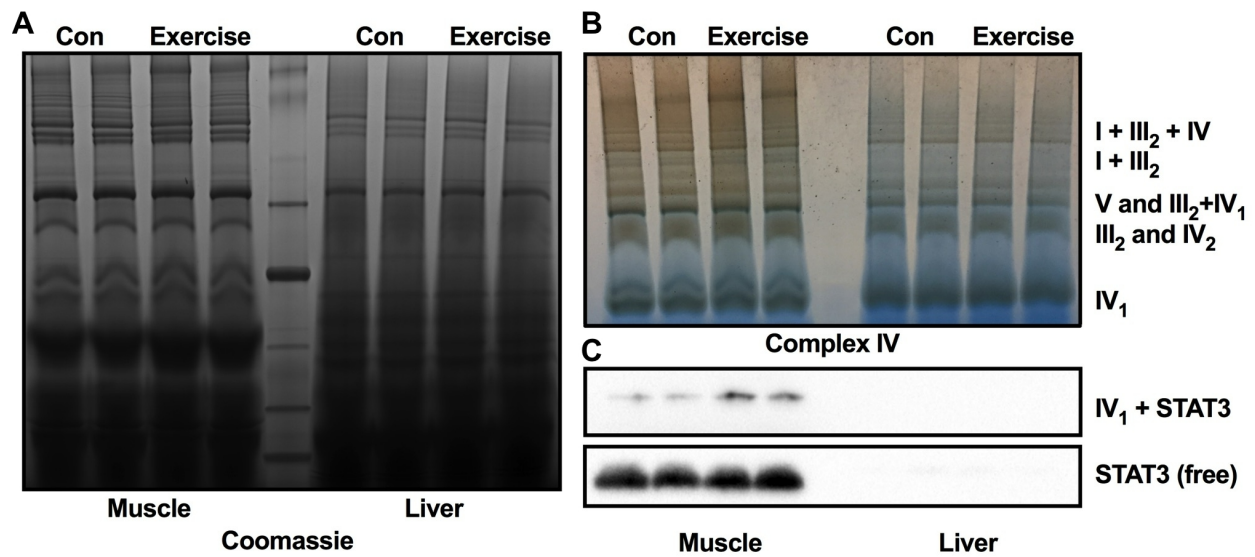 A
Con Exercise Con Exercise
Muscle Liver
Coomassie
B
Con Exercise Con Exercise
I + III2 + IV
I + III2
V and III2+IV1
III2 and IV2
IV1
Complex IV
C
IV1 + STAT3
STAT3 (free)
Muscle Liver